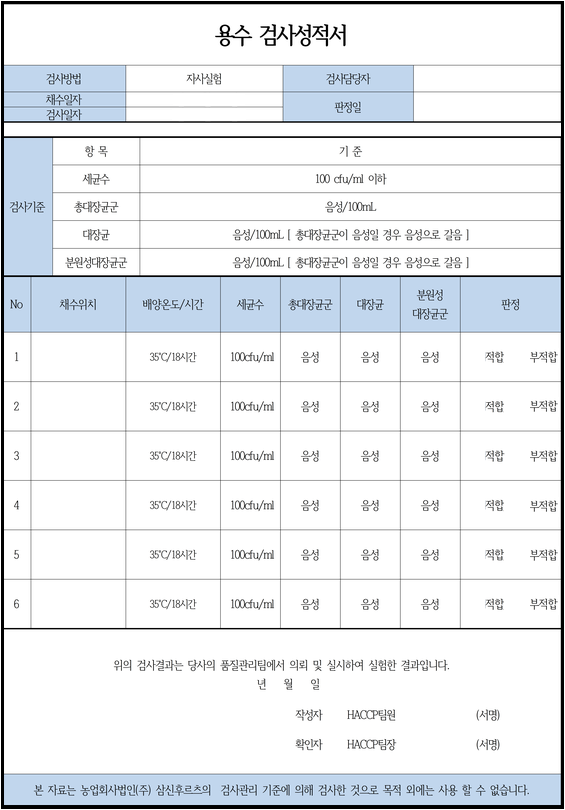 용수 검사성적서
검사방법 자사실험 검사담당자
채수일자 판정일
검사일자
검사기준 항 목 기 준
세균수 100 cfu/ml 이하
총대장균군 음성/100mL
대장균 음성/100mL [ 총대장균군이 음성일 경우 음성으로 갈음 ]
분원성대장균군 음성/100mL [ 총대장균군이 음성일 경우 음성으로 갈음 ]
No 채수위치 배양온도/시간 세균수 총대장균군 대장균 분원성 대장균군 판정
1 35℃/18시간 100cfu/ml 음성 음성 음성 적합 부적합
2 35℃/18시간 100cfu/ml 음성 음성 음성 적합 부적합
3 35℃/18시간 100cfu/ml 음성 음성 음성 적합 부적합
4 35℃/18시간 100cfu/ml 음성 음성 음성 적합 부적합
5 35℃/18시간 100cfu/ml 음성 음성 음성 적합 부적합
6 35℃/18시간 100cfu/ml 음성 음성 음성 적합 부적합
위의 검사결과는 당사의 품질관리팀에서 의뢰 및 실시하여 실험한 결과입니다.
년 월 일
작성자 HACCP팀원 (서명)
확인자 HACCP팀장 (서명)
본 자료는 농업회사법인(주) 삼신후르츠의 검사관리 기준에 의해 검사한 것으로 목적 외에는 사용 할 수 없습니다.